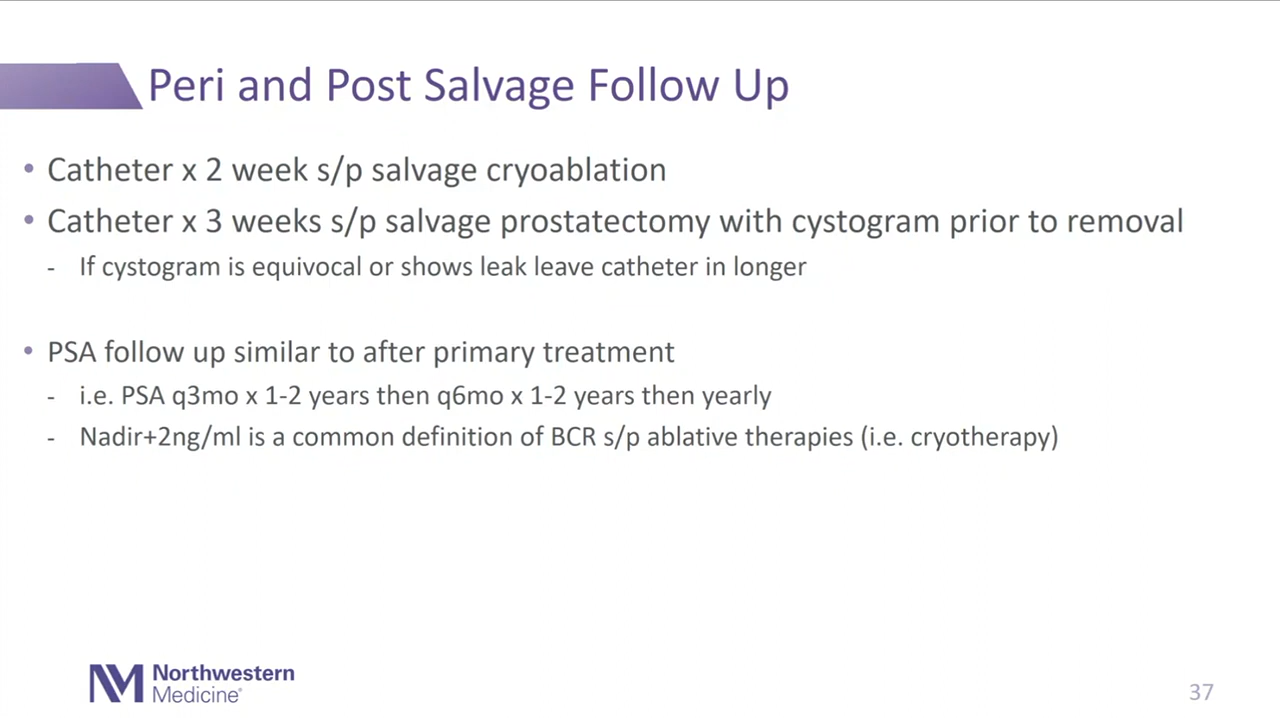 Peri and Post Salvage Follow Up
• Catheter x 2 week s/p salvage cryoablation
• Catheter x 3 weeks s/p salvage prostatectomy with cystogram prior to removal
- If cystogram is equivocal or shows leak leave catheter in longer
• PSA follow up similar to after primary treatment
- i.e. PSA q3mo x 1-2 years then q6mo x 1-2 years then yearly
- Nadir+2ng/ml is a common definition of BCR s/p ablative therapies (i.e. cryotherapy)
NM Northwestern
Medicine®
37